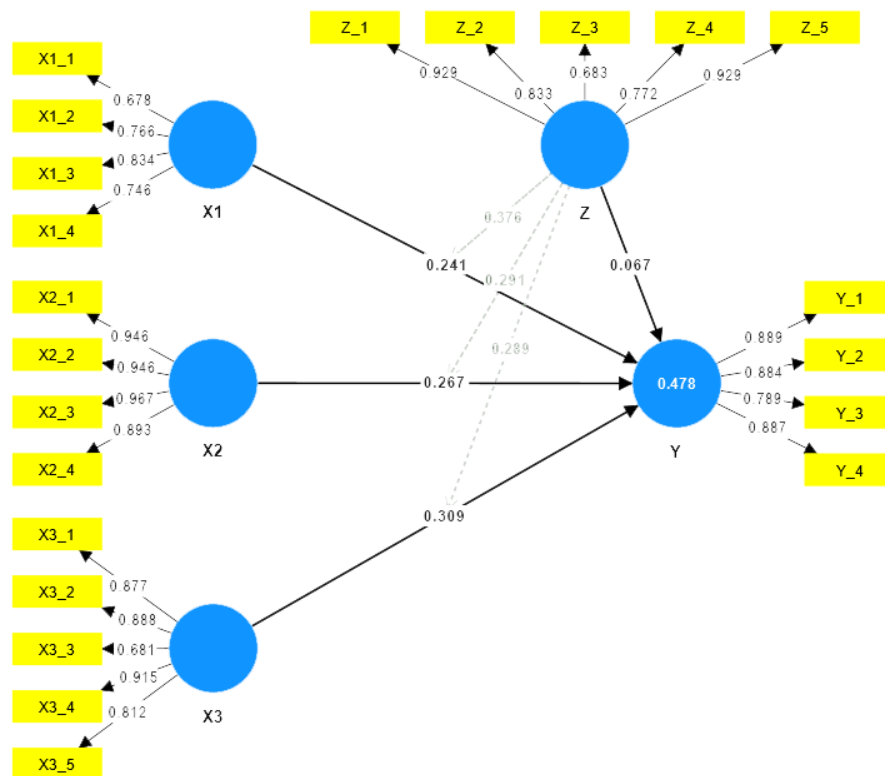 Z_1 Z_2 Z_3 Z_4 Z_5
0.929 0.833 0.683 0.772 0.929
Z
X1_1
X1_2
X1_3
X1_4
0.678
0.766
0.834
0.746
X1
0.376
0.291
0.289
0.241
0.067
X2_1
X2_2
X2_3
X2_4
0.946
0.946
0.967
0.893
X2
0.267
0.478
Y
0.889
0.884
0.789
0.887
Y_1
Y_2
Y_3
Y_4
0.309
X3_1
X3_2
X3_3
X3_4
X3_5
0.877
0.888
0.681
0.915
0.812
X3